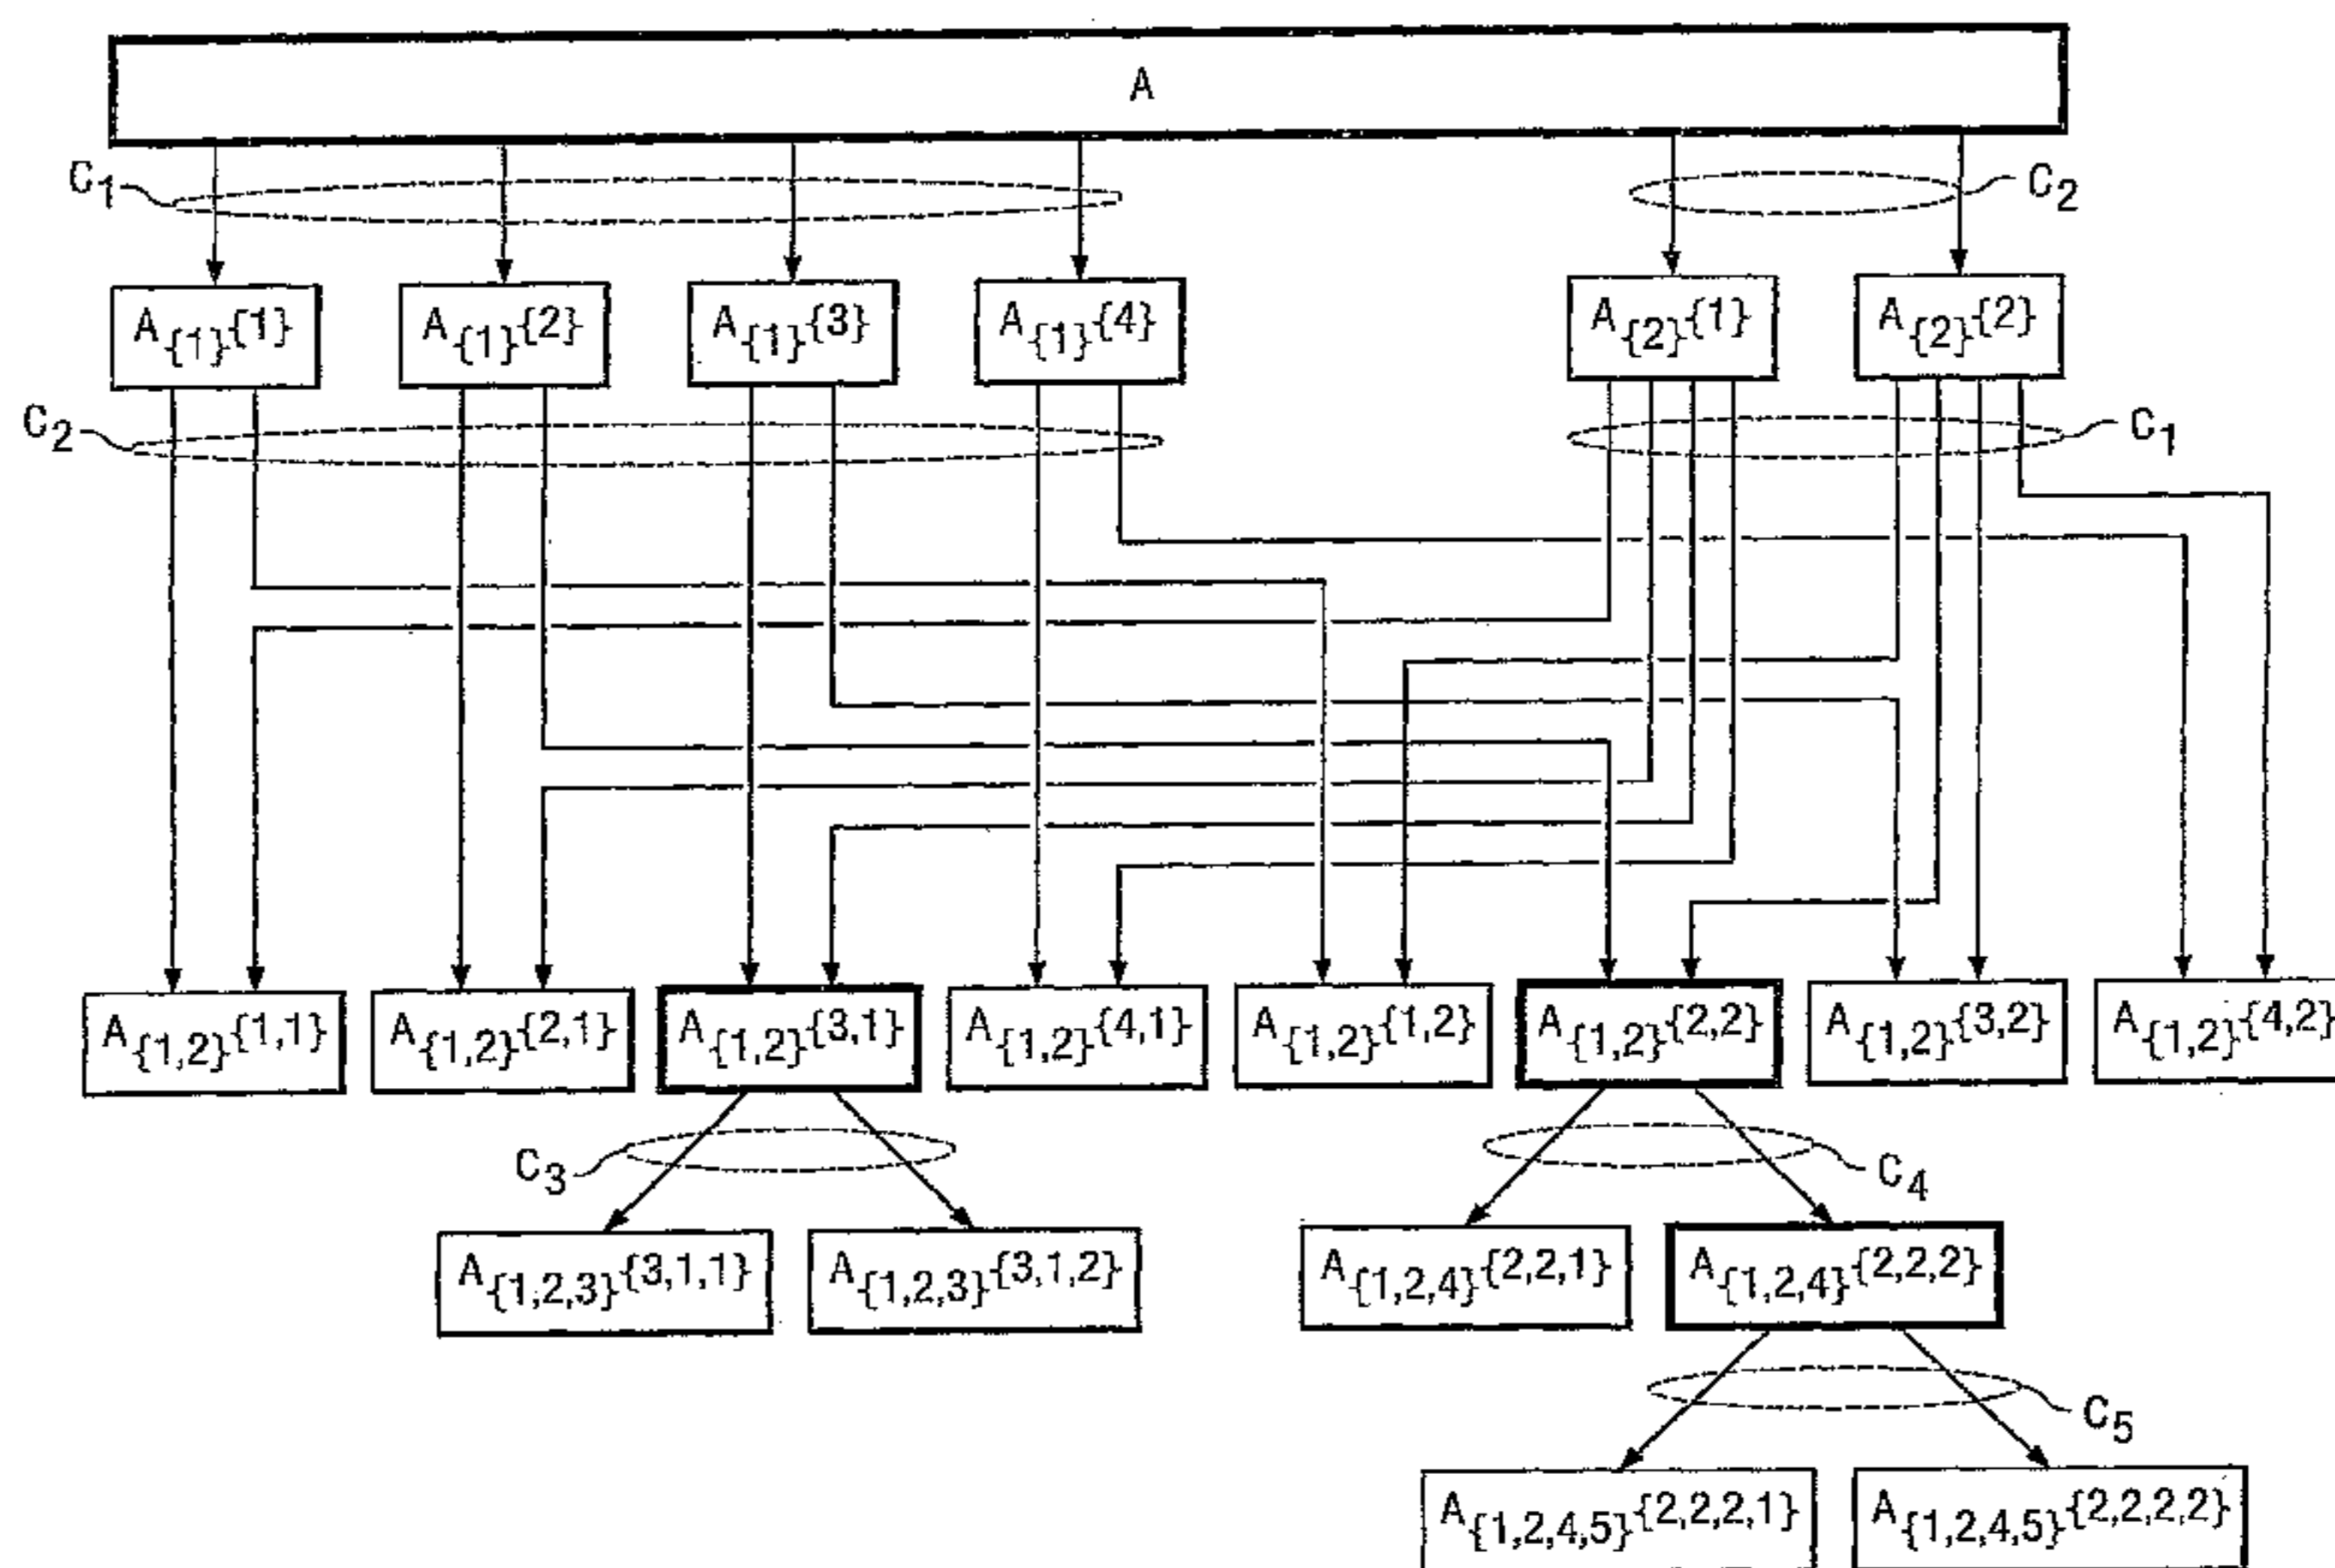 A
C1
C2
A{1}{1}
A{1}{2}
A{1}{3}
A{1}{4}
A{2}{1}
A{2}{2}
C2
C1
A{1,2}{1,1}
A{1,2}{2,1}
A{1,2}{3,1}
A{1,2}{4,1}
A{1,2}{1,2}
A{1,2}{2,2}
A{1,2}{3,2}
A{1,2}{4,2}
C3
C4
A{1,2,3}{3,1,1}
A{1,2,3}{3,1,2}
A{1,2,4}{2,2,1}
A{1,2,4}{2,2,2}
C5
A{1,2,4,5}{2,2,2,1}
A{1,2,4,5}{2,2,2,2}